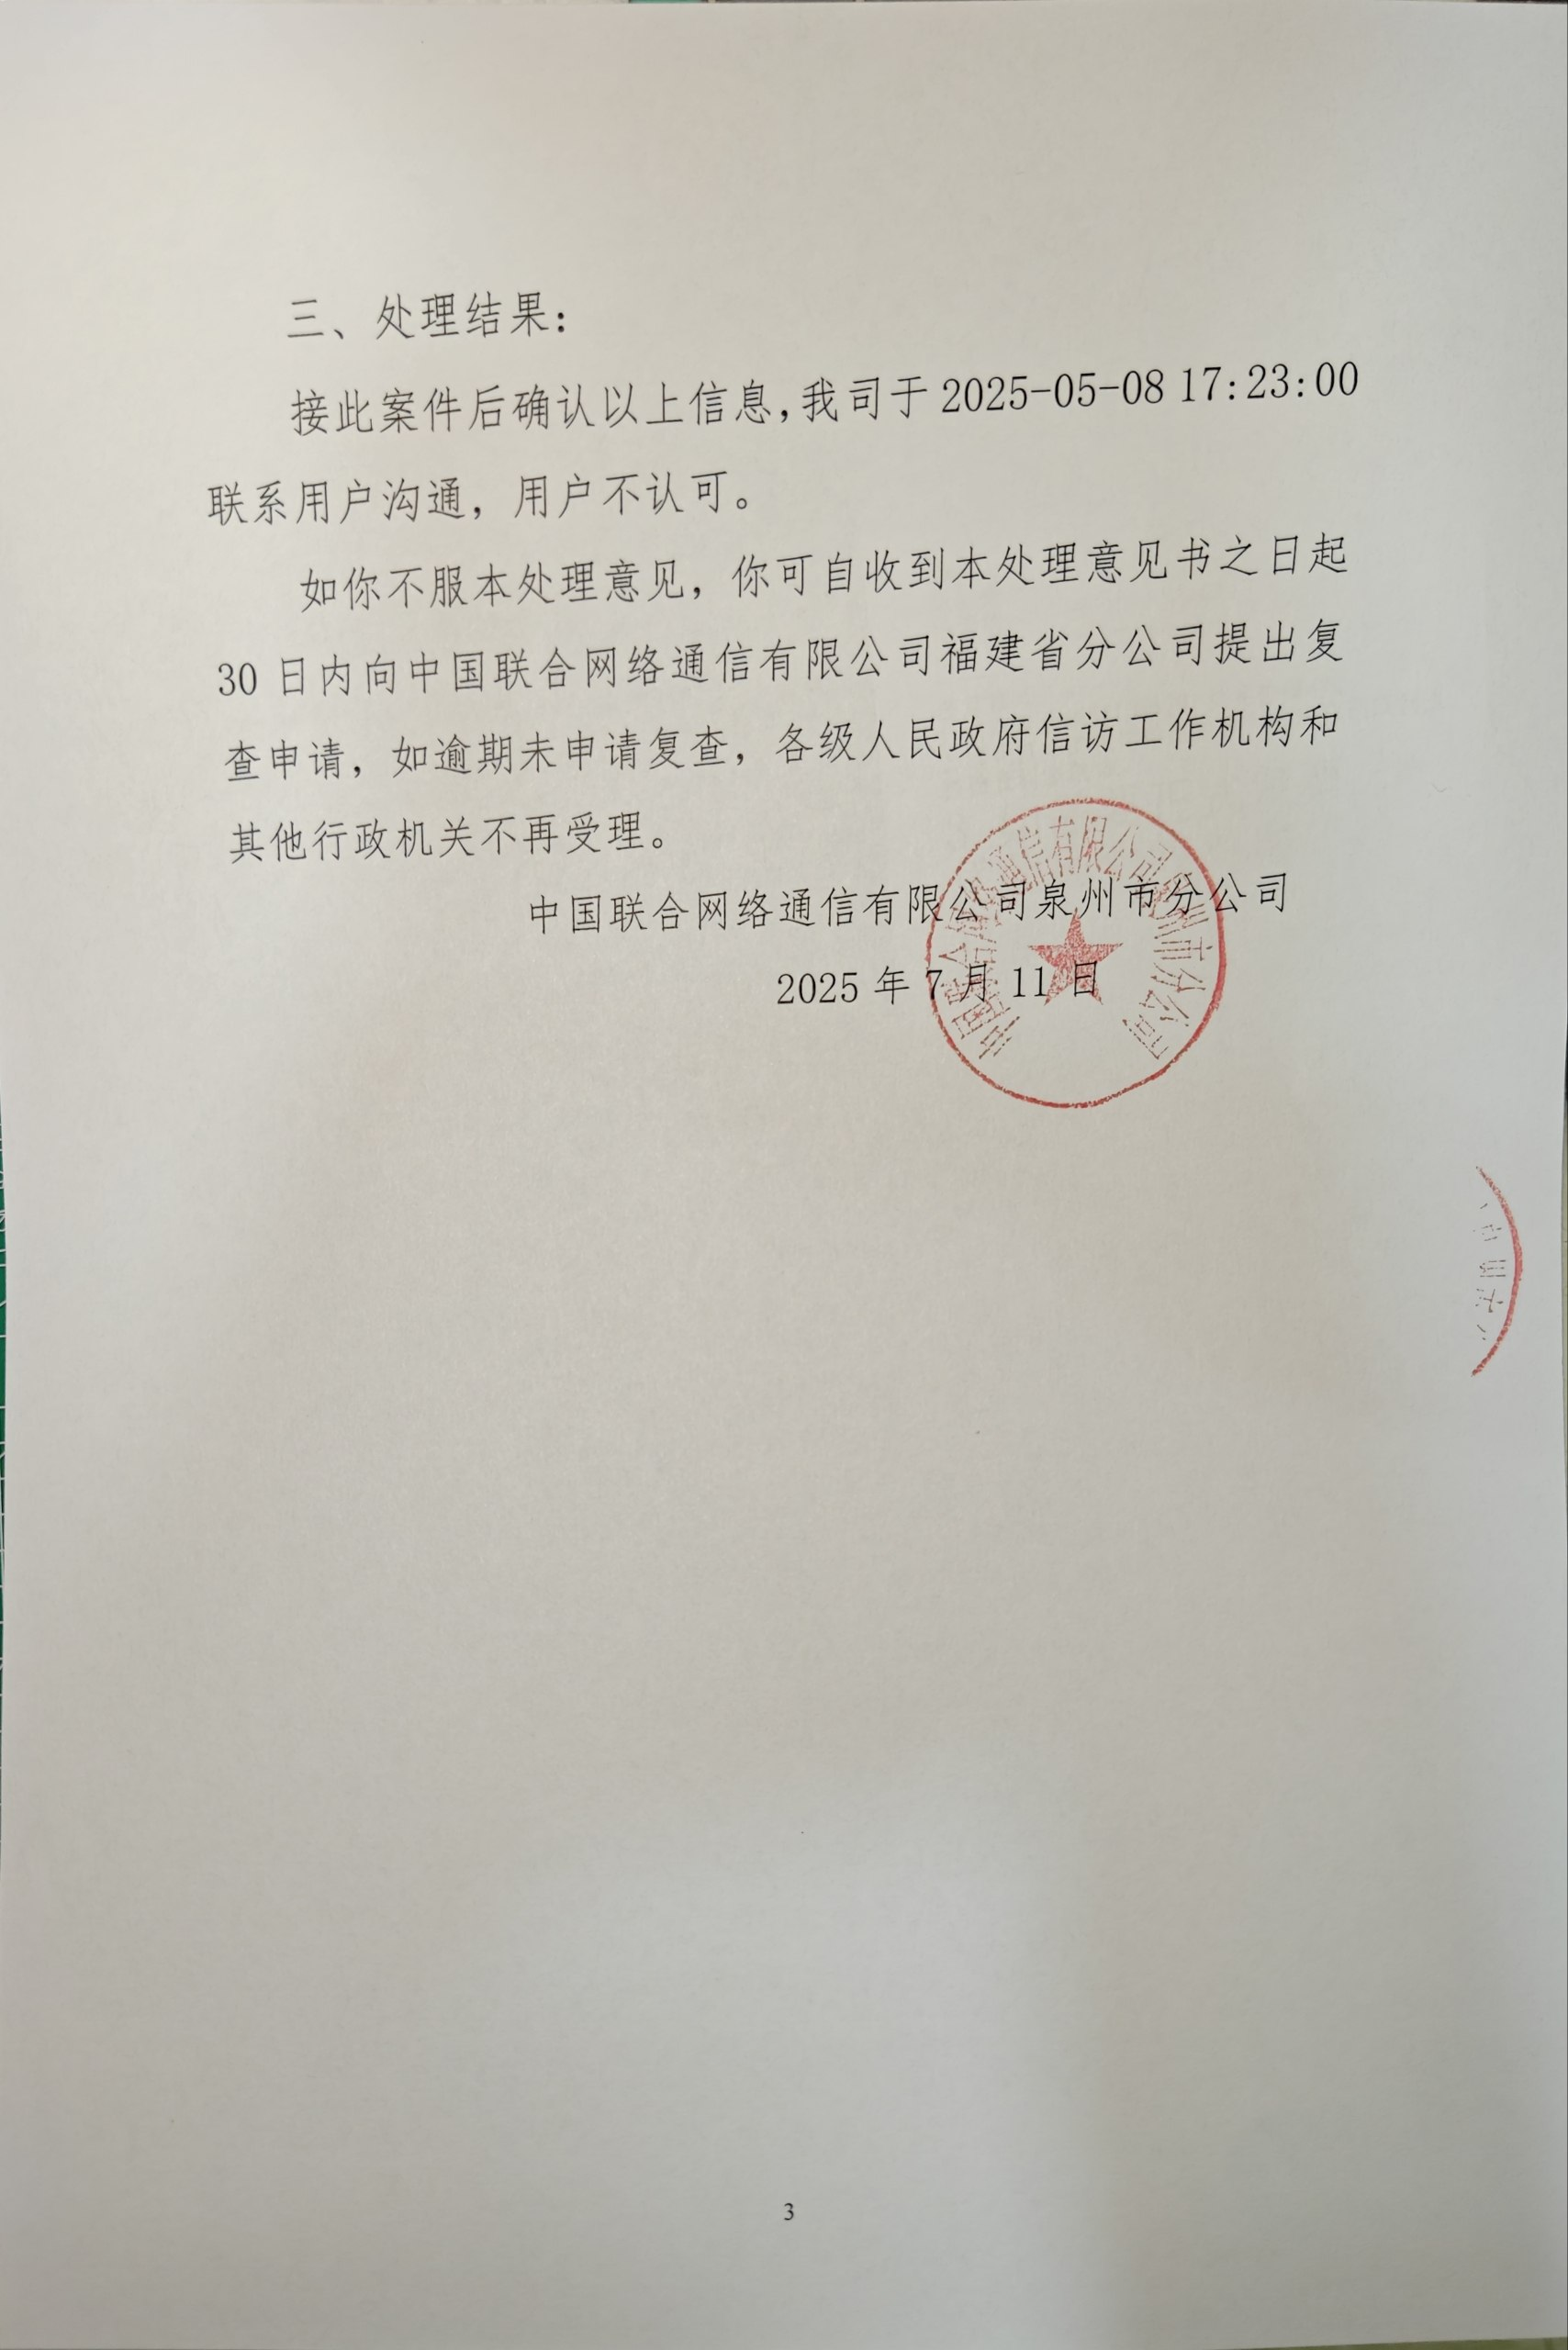 三、处理结果：
接此案件后确认以上信息,我司于 2025-05-08 17:23:00
联系用户沟通，用户不认可。
如你不服本处理意见，你可自收到本处理意见书之日起
30 日内向中国联合网络通信有限公司福建省分公司提出复
查申请，如逾期未申请复查，各级人民政府信访工作机构和
其他行政机关不再受理。
中国联合网络通信有限公司泉州市分公司
2025 年 7 月 11 日
中国联合网络通信有限公司泉州市分公司
3